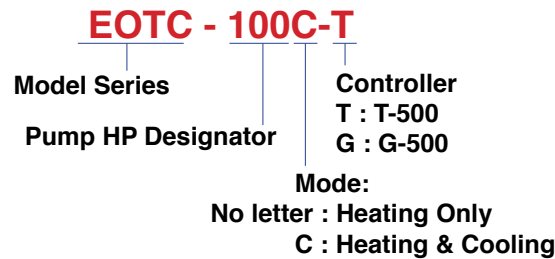 EOTC - 100C-T
Model Series
Controller
T : T-500
Pump HP Designator
G : G-500
Mode:
No letter : Heating Only
C : Heating & Cooling